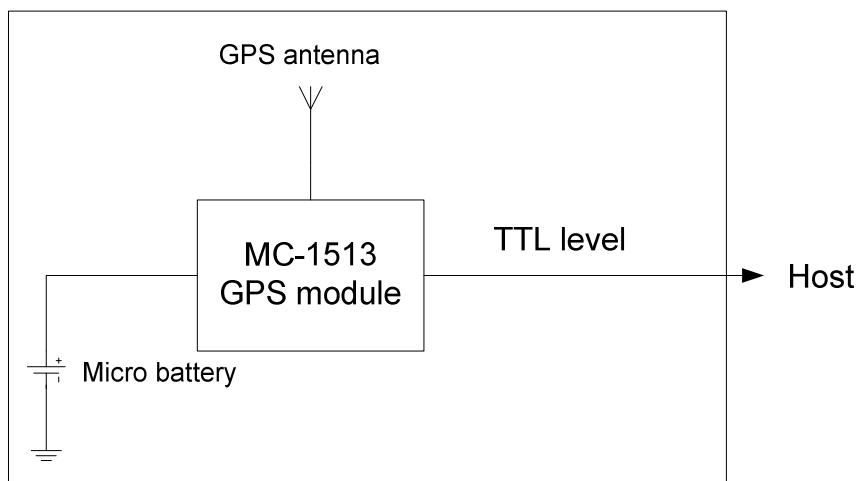 GPS antenna
MC-1513
GPS module
TTL level
Host
+
-
Micro battery